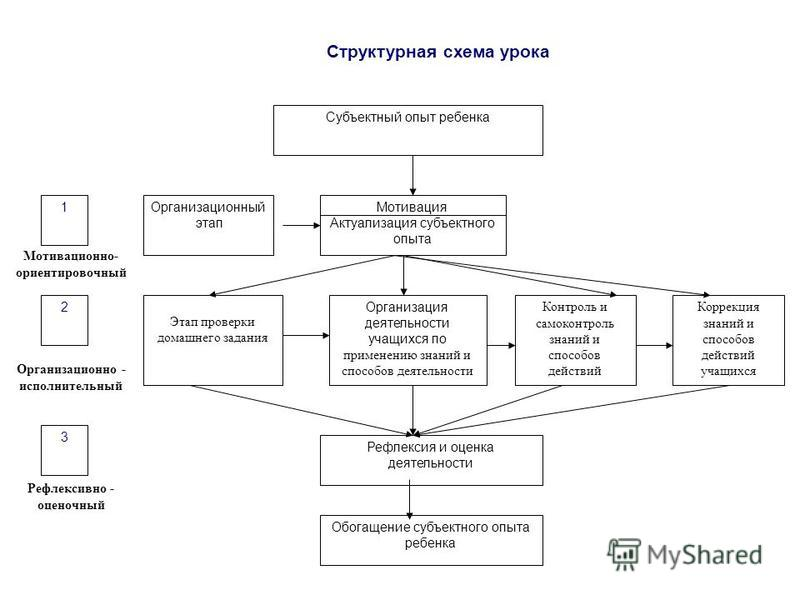 Структурная схема урока
Субъектный опыт ребенка
1
Мотивационно-
ориентировочный
Организационный
этап
Мотивация
Актуализация субъектного
опыта
2
Организационно -
исполнительный
Этап проверки
домашнего задания
Организация
деятельности
учащихся по
применению знаний и
способов деятельности
Контроль и
самоконтроль
знаний и
способов
действий
Коррекция
знаний и
способов
действий
учащихся
3
Рефлексивно -
оценочный
Рефлексия и оценка
деятельности
Обогащение субъектного опыта
ребенка
MyShared